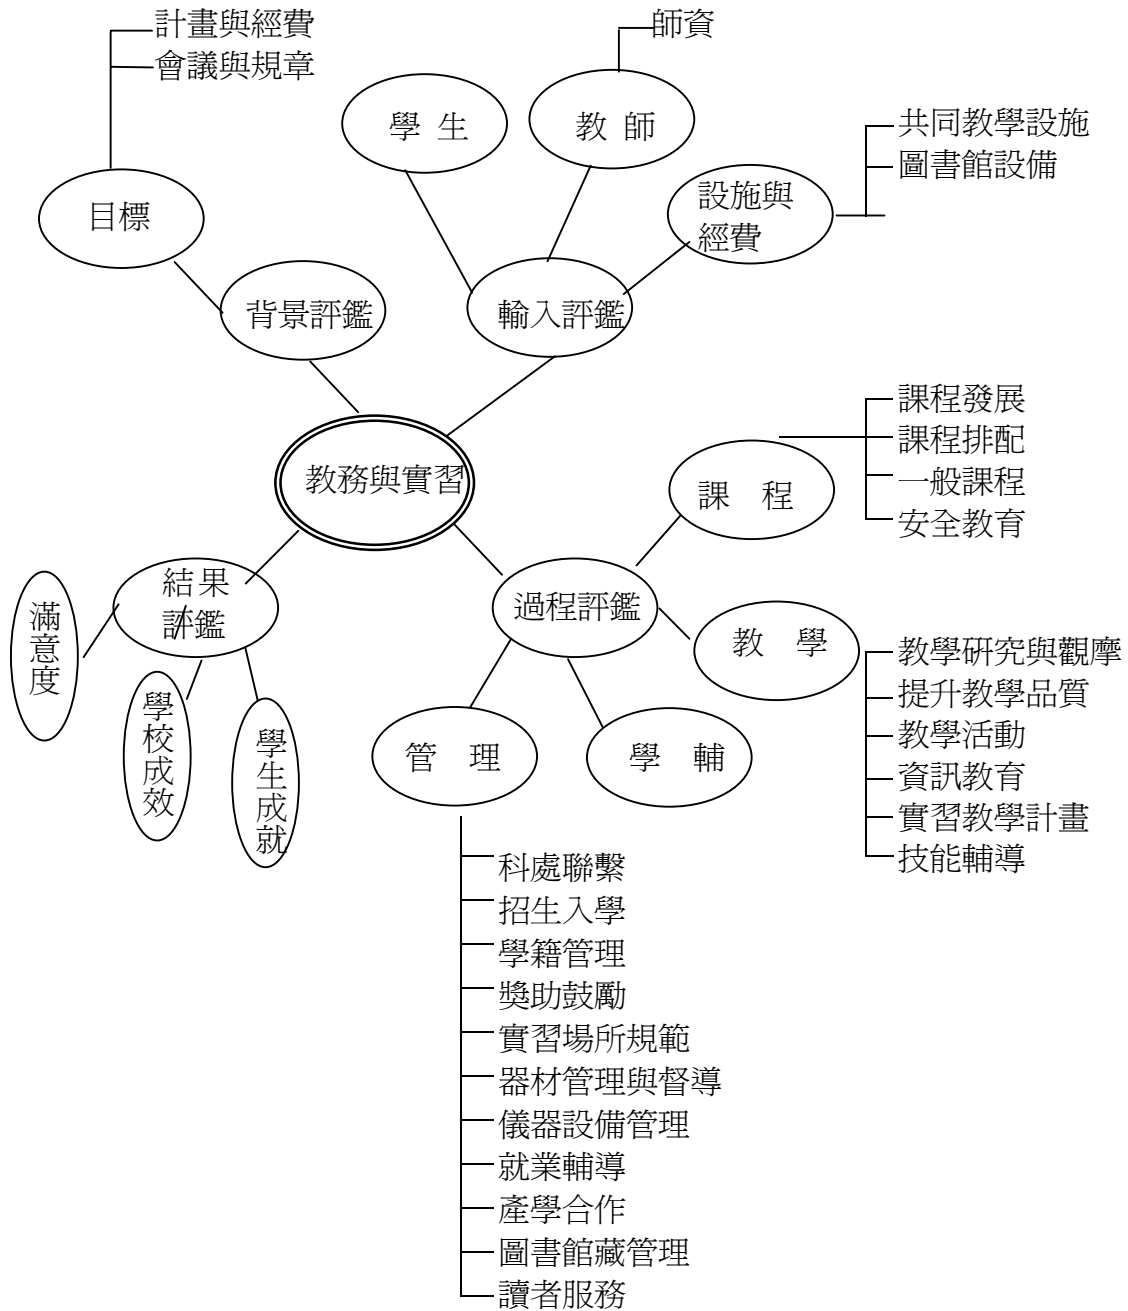 計畫與經費
會議與規章
師資
學 生
教 師
共同教學設施
圖書館設備
目標
設施與
經費
背景評鑑
輸入評鑑
課程發展
課程排配
一般課程
安全教育
教務與實習
課　程
結果
評鑑
過程評鑑
滿意度
教　學
教學研究與觀摩
提升教學品質
教學活動
資訊教育
實習教學計畫
技能輔導
學校成效
學生成就
管　理
學　輔
科處聯繫
招生入學
學籍管理
獎助鼓勵
實習場所規範
器材管理與督導
儀器設備管理
就業輔導
產學合作
圖書館藏管理
讀者服務